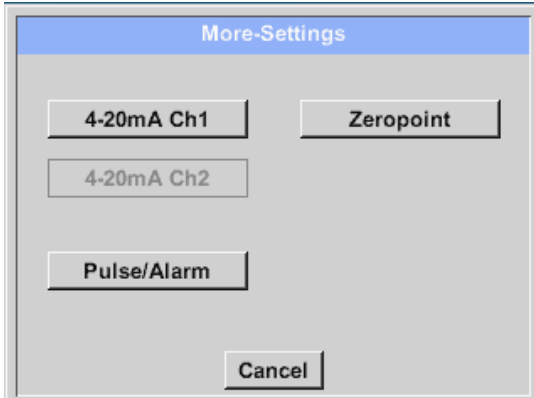 More-Settings
4-20mA Ch1
Zeropoint
4-20mA Ch2
Pulse/Alarm
Cancel